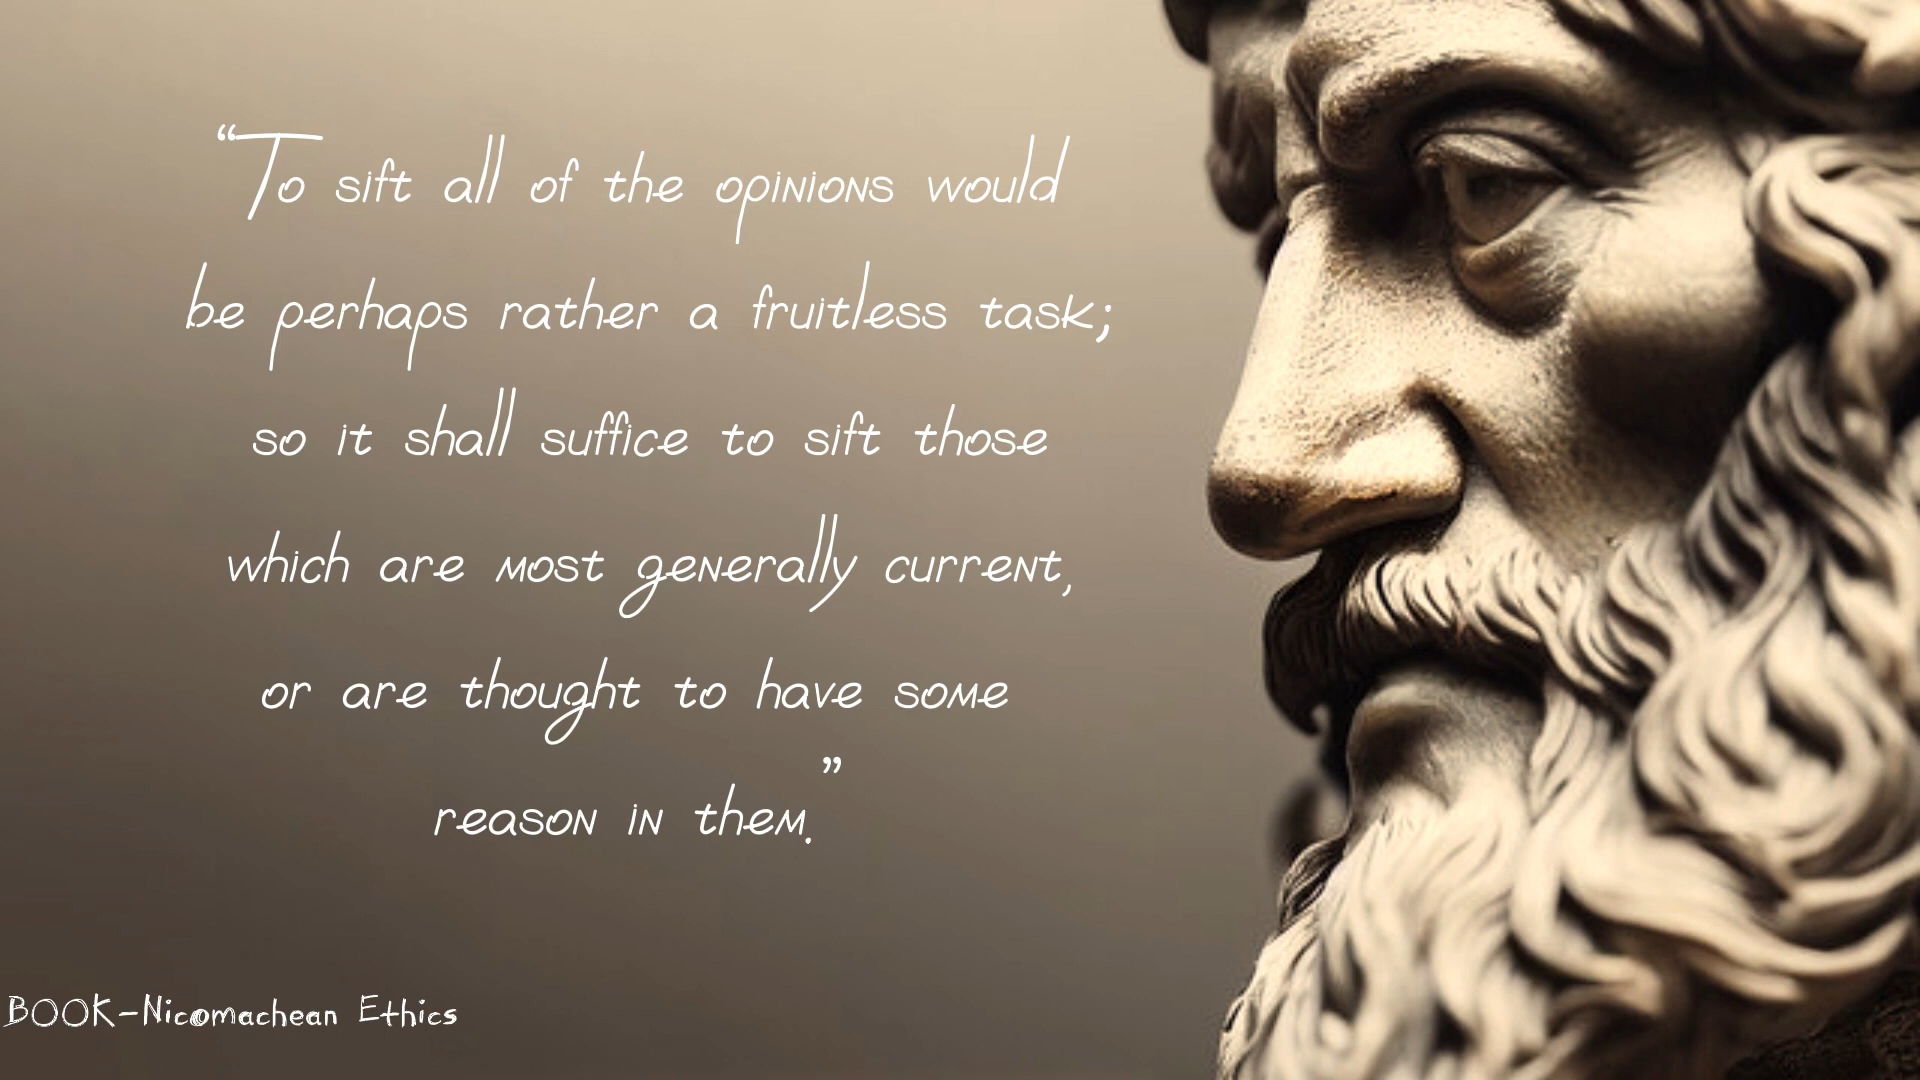 “To sift all of the opinions would
be perhaps rather a fruitless task;
so it shall suffice to sift those
which are most generally current,
or are thought to have some
reason in them.”
BOOK-Nicomachean Ethics